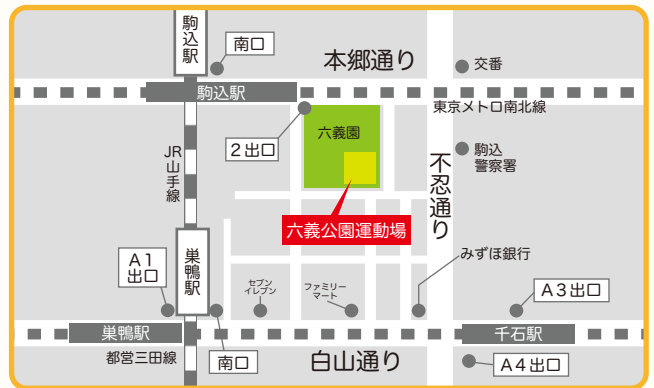 駒込駅
南口
本郷通り
交番
駒込駅
東京メトロ南北線
2出口
六義園
JR山手線
不忍通り
駒込
警察署
六義公園運動場
A1
出口
巣鴨駅
みずほ銀行
セブン
イレブン
ファミリー
マート
A3出口
巣鴨駅
千石駅
都営三田線
南口
白山通り
A4出口